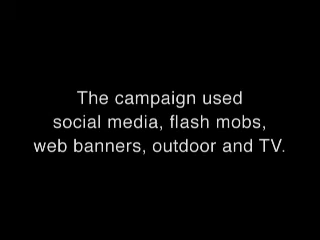 The campaign used
social media, flash mobs,
web banners, outdoor and TV.